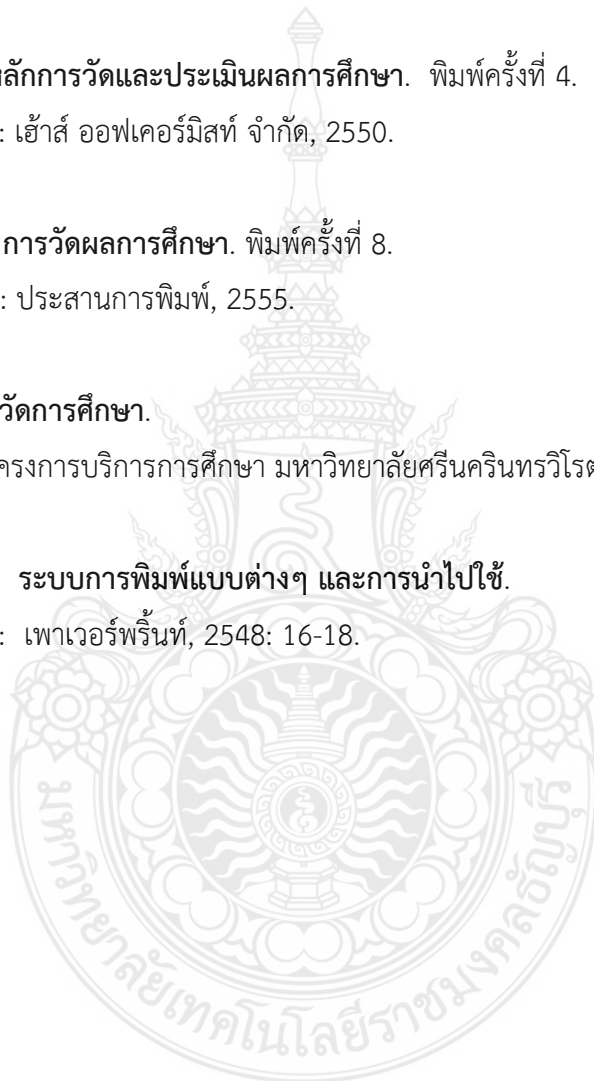 หลักการวัดและประเมินผลการศึกษา. พิมพ์ครั้งที่ 4.
: เฮ้าส์ ออฟเคอร์มิสท์ จำกัด, 2550.
การวัดผลการศึกษา. พิมพ์ครั้งที่ 8.
: ประสานการพิมพ์, 2555.
วัดการศึกษา.
ครงการบริการการศึกษา มหาวิทยาลัยศรีนครินทรวิโรต
ระบบการพิมพ์แบบต่างๆ และการนำไปใช้.
: เพาเวอร์พริ้นท์, 2548: 16-18.
มหาวิทยาลัยเทคโนโลยีราชมงคลธัญบุรี